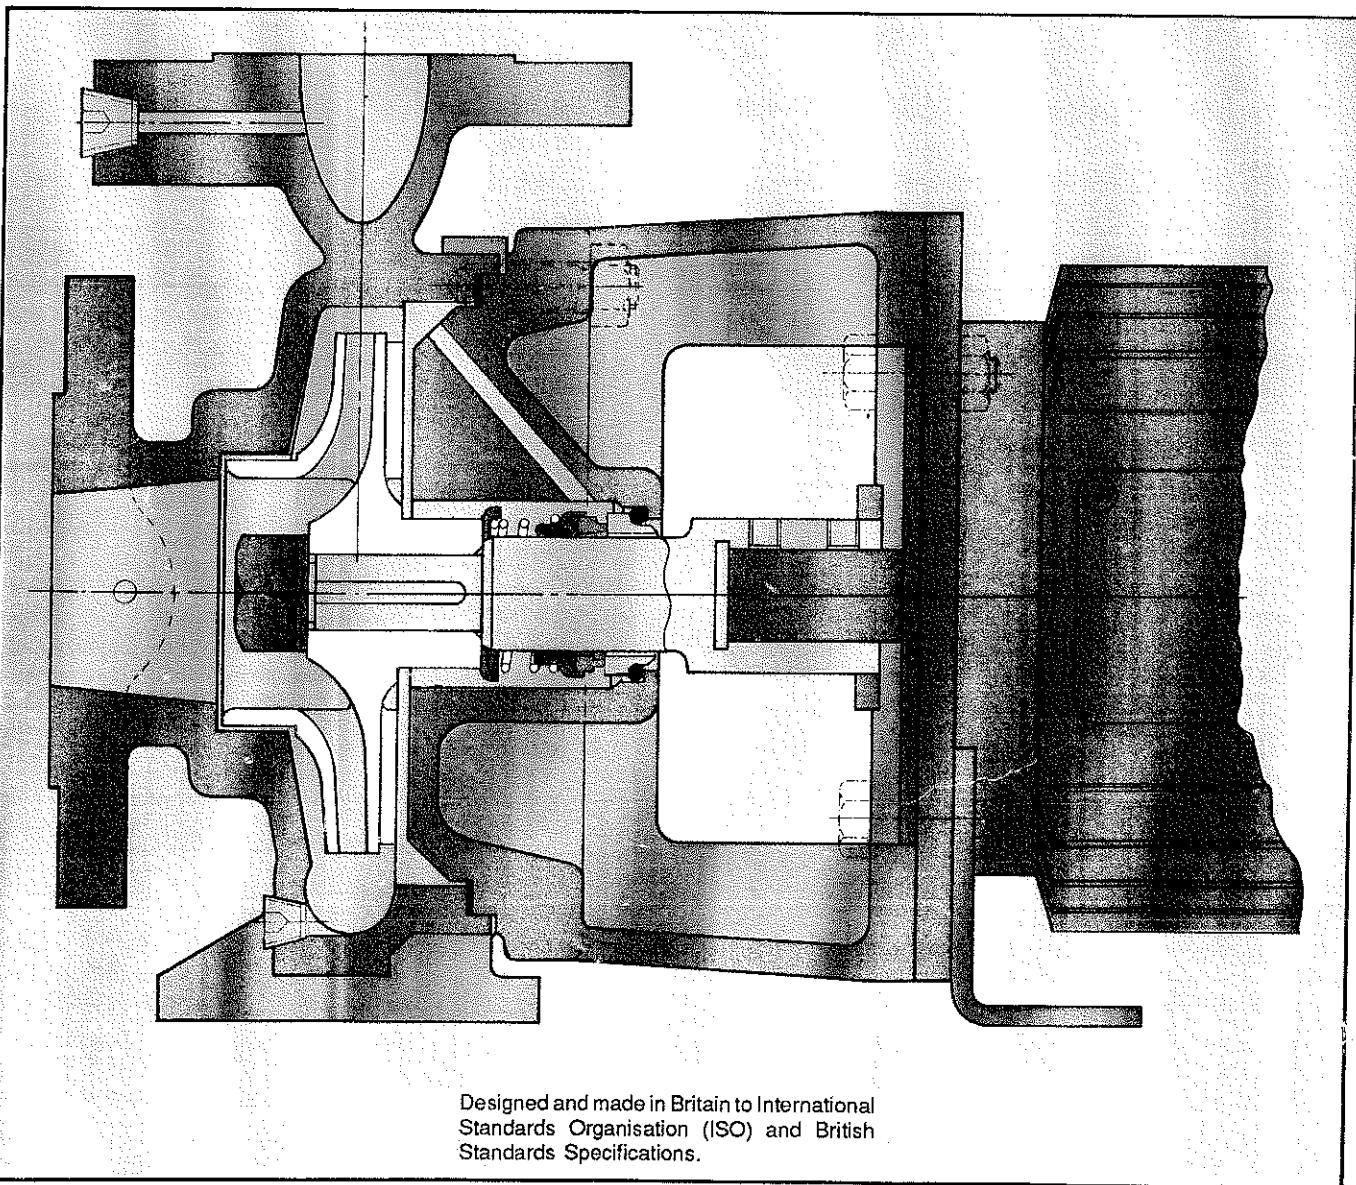 Designed and made in Britain to International
Standards Organisation (ISO) and British
Standards Specifications.